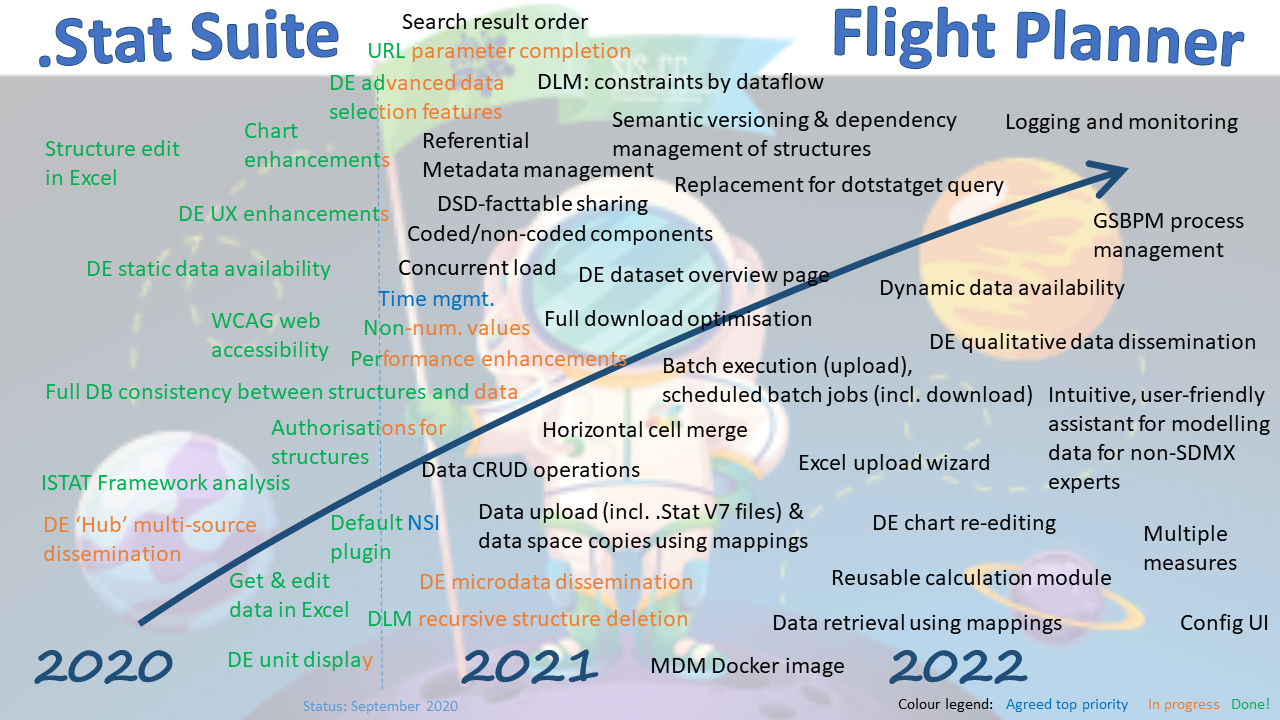 .Stat Suite
Flight Planner
Search result order
URL parameter completion
DE advanced data
selection features
DLM: constraints by dataflow
Semantic versioning & dependency
management of structures
Logging and monitoring
Chart
enhancements
Referential
Metadata management
Structure edit
in Excel
Replacement for dotstatget query
DE UX enhancements
DSD-facttable sharing
Coded/non-coded components
GSBPM process
management
DE static data availability
Concurrent load
DE dataset overview page
Dynamic data availability
Time mgmt.
WCAG web
accessibility
Non-num. values
Full download optimisation
DE qualitative data dissemination
Performance enhancements
Batch execution (upload),
scheduled batch jobs (incl. download)
Full DB consistency between structures and data
Intuitive, user-friendly
assistant for modelling
data for non-SDMX
experts
Authorisations for
structures
Horizontal cell merge
Data CRUD operations
Excel upload wizard
ISTAT Framework analysis
DE ‘Hub’ multi-source
dissemination
Default NSI
plugin
Data upload (incl. .Stat V7 files) &
data space copies using mappings
DE chart re-editing
Multiple
measures
Get & edit
data in Excel
DE microdata dissemination
Reusable calculation module
DLM recursive structure deletion
Data retrieval using mappings
Config UI
2020
DE unit display
2021
MDM Docker image
2022
Status: September 2020
Colour legend: Agreed top priority In progress Done!